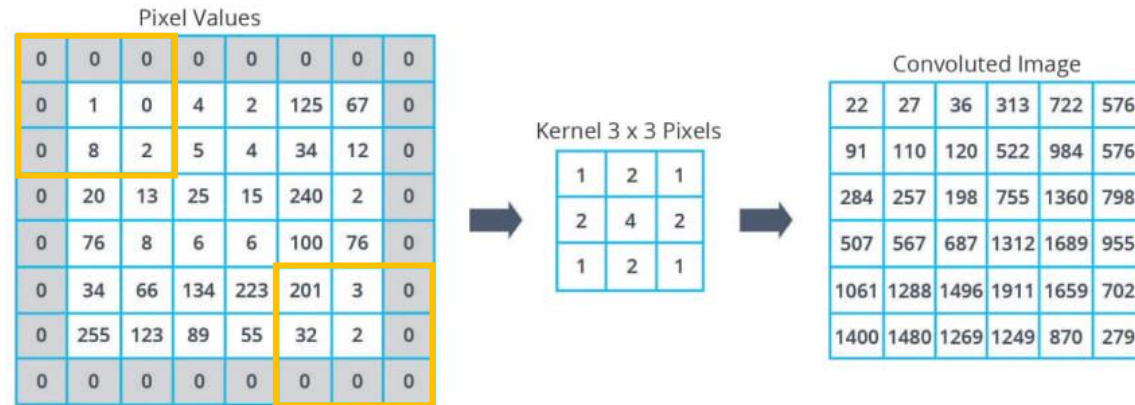 Pixel Values
0 0 0 0 0 0 0 0
0 1 0 4 2 125 67 0
0 8 2 5 4 34 12 0
0 20 13 25 15 240 2 0
0 76 8 6 6 100 76 0
0 34 66 134 223 201 3 0
0 255 123 89 55 32 2 0
0 0 0 0 0 0 0 0
Kernel 3 x 3 Pixels
1 2 1
2 4 2
1 2 1
Convoluted Image
22 27 36 313 722 576
91 110 120 522 984 576
284 257 198 755 1360 798
507 567 687 1312 1689 955
1061 1288 1496 1911 1659 702
1400 1480 1269 1249 870 279